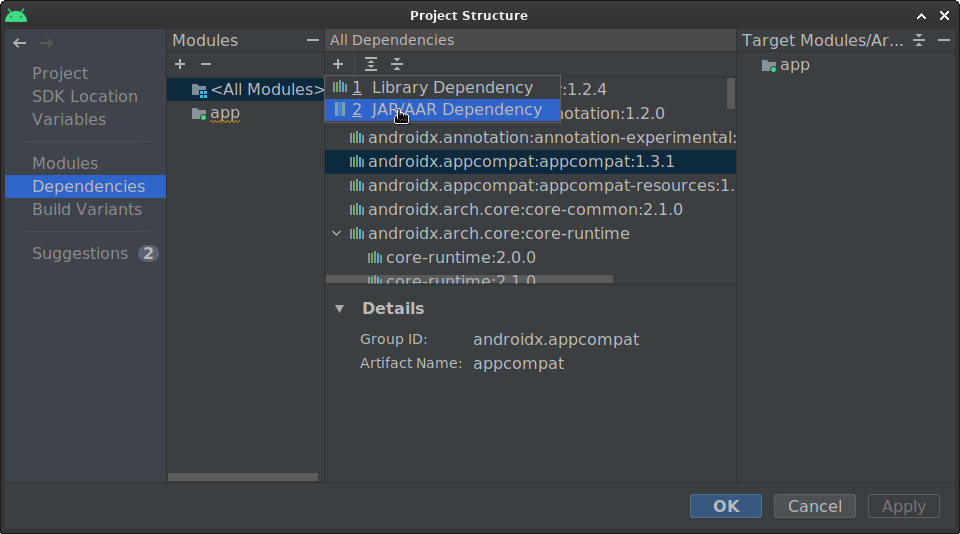 Project Structure
Project
SDK Location
Variables
Modules
Dependencies
Build Variants
Suggestions 2
Modules
<All Modules>
app
All Dependencies
1 Library Dependency
:1.2.4
2 JAR/AAR Dependency
notation:1.2.0
androidx.annotation:annotation-experimental:
androidx.appcompat:appcompat:1.3.1
androidx.appcompat:appcompat-resources:1.
androidx.arch.core:core-common:2.1.0
androidx.arch.core:core-runtime
core-runtime:2.0.0
core-runtime:2.1.0
Details
Group ID: androidx.appcompat
Artifact Name: appcompat
Target Modules/Ar...
app
OK
Cancel
Apply